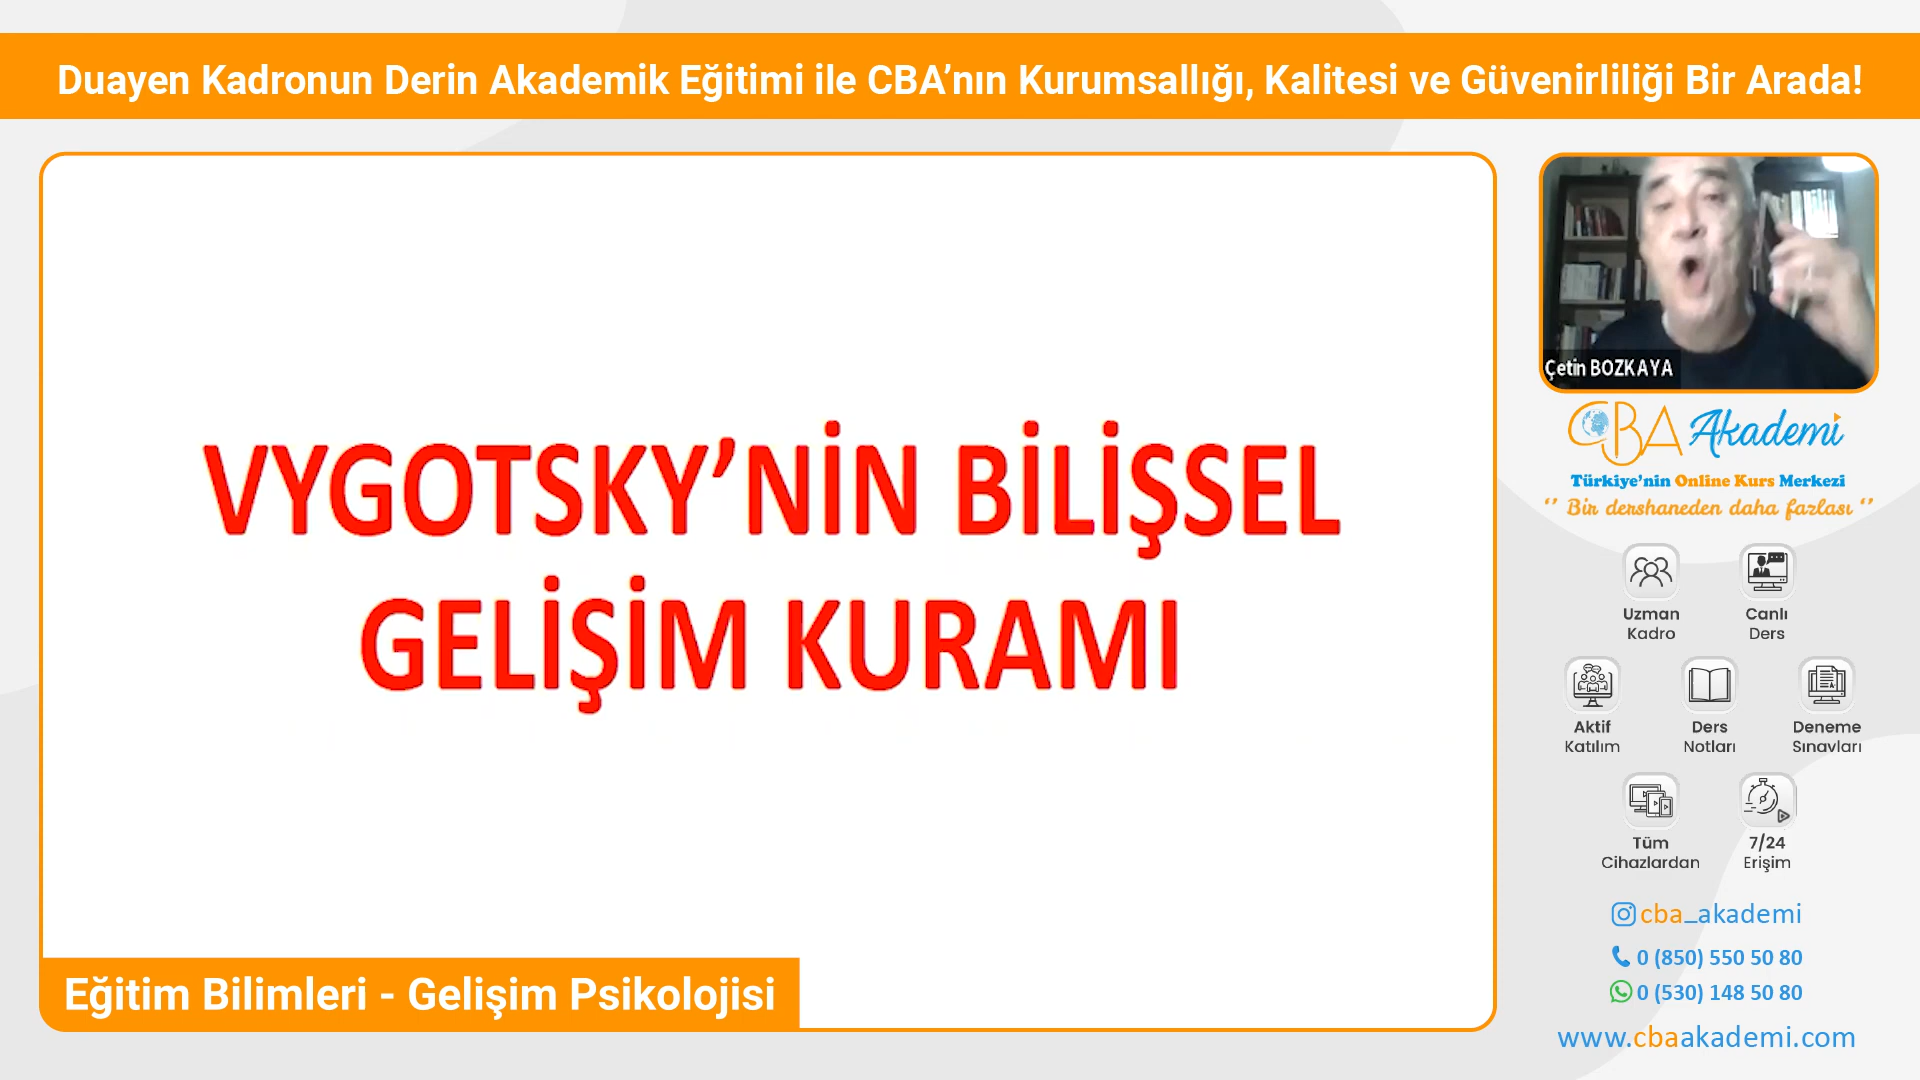 Duayen Kadronun Derin Akademik Eğitimi ile CBA’nın Kurumsallığı, Kalitesi ve Güvenirliliği Bir Arada!
VYGOTSKY’NİN BİLİŞSEL
GELİŞİM KURAMI
Eğitim Bilimleri - Gelişim Psikolojisi
Çetin BOZKAYA
CBA Akademi
Türkiye’nin Online Kurs Merkezi
‘’ Bir dershaneden daha fazlası ‘’
Uzman
Kadro
Canlı
Ders
Aktif
Katılım
Ders
Notları
Deneme
Sınavları
Tüm
Cihazlardan
7/24
Erişim
cba_akademi
0 (850) 550 50 80
0 (530) 148 50 80
www.cbaakademi.com